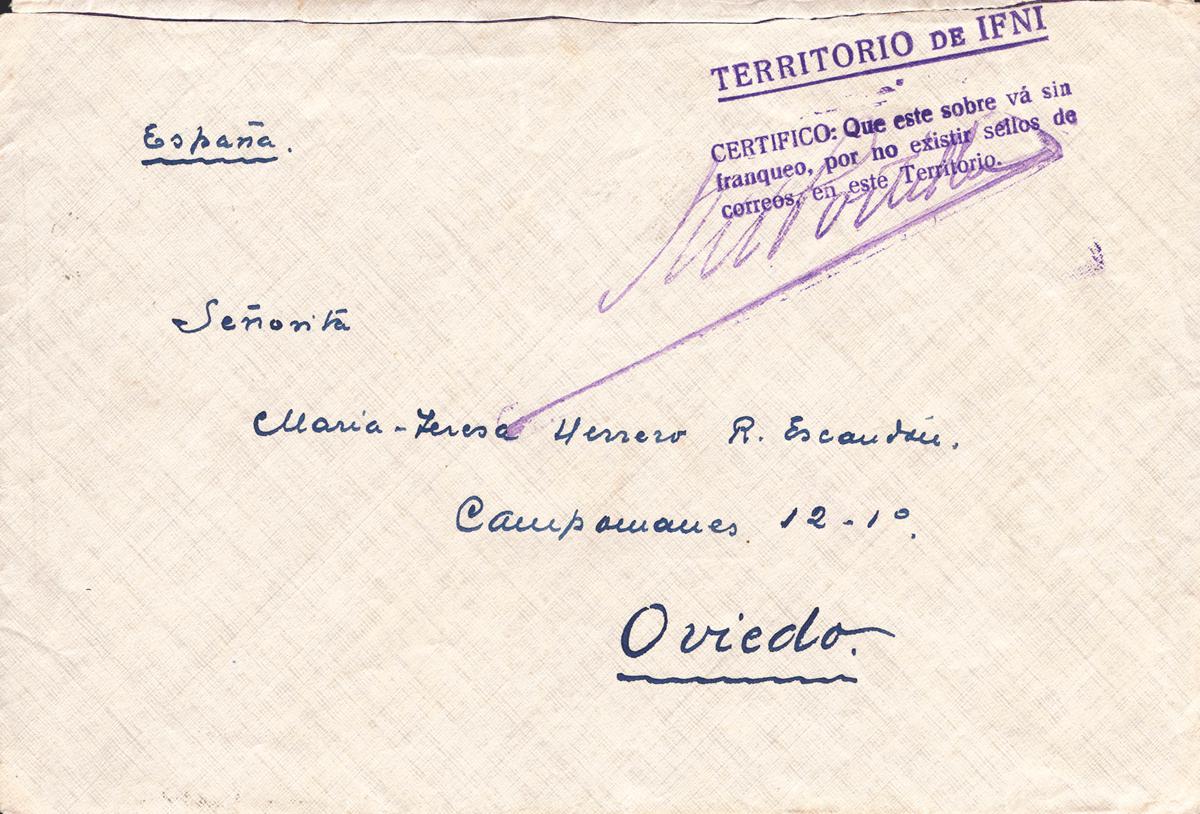 TERRITORIO DE IFNI
CERTIFICO: Que este sobre vá sin
franqueo, por no existir sellos de
correos, en este Territorio.
España.
Señorita
Maria-Teresa Herrero R. Escandón.
Campomanes 12-1º.
Oviedo.